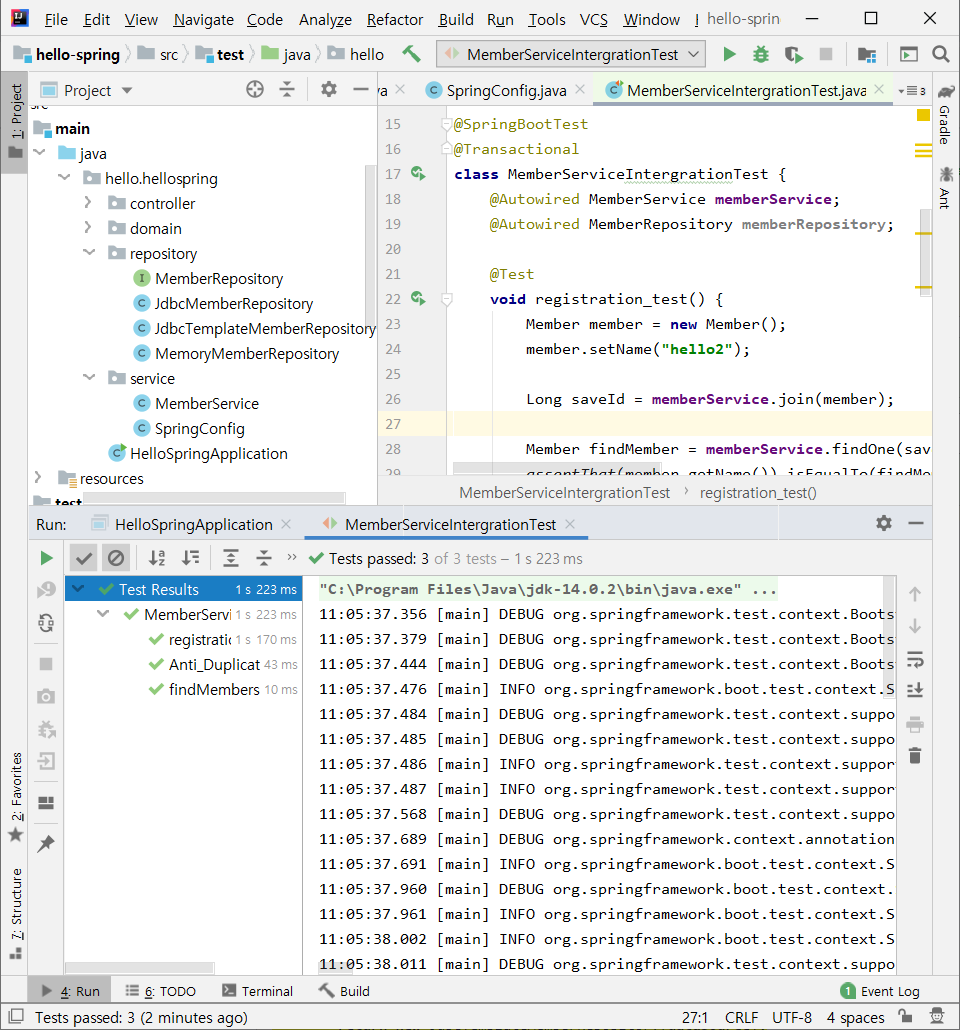 File Edit View Navigate Code Analyze Refactor Build Run Tools VCS Window hello-sprin
hello-spring src test java hello MemberServiceIntergrationTest
Project
va SpringConfig.java MemberServiceIntergrationTest.java 3
1: Project
src
main
java
hello.hellospring
controller
domain
repository
MemberRepository
JdbcMemberRepository
JdbcTemplateMemberRepository
MemoryMemberRepository
service
MemberService
SpringConfig
HelloSpringApplication
resources
test
15 @SpringBootTest
16 @Transactional
17 class MemberServiceIntergrationTest {
18 @Autowired MemberService memberService;
19 @Autowired MemberRepository memberRepository;
20
21 @Test
22 void registration_test() {
23 Member member = new Member();
24 member.setName("hello2");
25
26 Long saveId = memberService.join(member);
27
28 Member findMember = memberService.findOne(sav
29 assertThat(member.getName()).isEqualTo(findMe
MemberServiceIntergrationTest registration_test()
Gradle
Ant
Run: HelloSpringApplication MemberServiceIntergrationTest
Tests passed: 3 of 3 tests – 1 s 223 ms
Test Results 1 s 223 ms
MemberServi 1 s 223 ms
registratic 1 s 170 ms
Anti_Duplicat 43 ms
findMembers 10 ms
"C:\Program Files\Java\jdk-14.0.2\bin\java.exe" ...
11:05:37.356 [main] DEBUG org.springframework.test.context.Boots
11:05:37.379 [main] DEBUG org.springframework.test.context.Boots
11:05:37.444 [main] DEBUG org.springframework.test.context.Boots
11:05:37.476 [main] INFO org.springframework.boot.test.context.S
11:05:37.484 [main] DEBUG org.springframework.test.context.suppo
11:05:37.485 [main] DEBUG org.springframework.test.context.suppo
11:05:37.486 [main] INFO org.springframework.test.context.suppor
11:05:37.487 [main] INFO org.springframework.test.context.suppor
11:05:37.568 [main] DEBUG org.springframework.test.context.suppo
11:05:37.689 [main] DEBUG org.springframework.context.annotation
11:05:37.691 [main] INFO org.springframework.boot.test.context.S
11:05:37.960 [main] DEBUG org.springframework.boot.test.context.
11:05:37.961 [main] INFO org.springframework.boot.test.context.S
11:05:38.002 [main] INFO org.springframework.boot.test.context.S
11:05:38.011 [main] DEBUG org.springframework.test.context.suppo
2: Favorites
7: Structure
4: Run 6: TODO Terminal Build 1 Event Log
Tests passed: 3 (2 minutes ago) 27:1 CRLF UTF-8 4 spaces